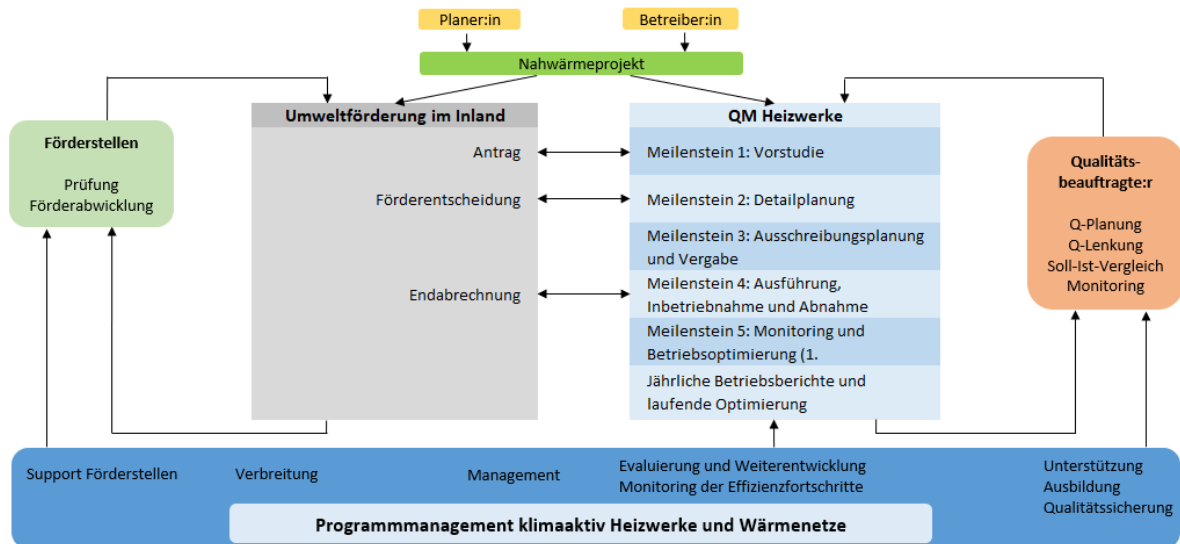 Planer:in
Betreiber:in
Nahwärmeprojekt
Umweltförderung im Inland
Antrag
Förderentscheidung
Endabrechnung
QM Heizwerke
Meilenstein 1: Vorstudie
Meilenstein 2: Detailplanung
Meilenstein 3: Ausschreibungsplanung
und Vergabe
Meilenstein 4: Ausführung,
Inbetriebnahme und Abnahme
Meilenstein 5: Monitoring und
Betriebsoptimierung (1.
Jährliche Betriebsberichte und
laufende Optimierung
Förderstellen
Prüfung
Förderabwicklung
Qualitäts-
beauftragte:r
Q-Planung
Q-Lenkung
Soll-Ist-Vergleich
Monitoring
Support Förderstellen
Verbreitung
Management
Evaluierung und Weiterentwicklung
Monitoring der Effizienzfortschritte
Unterstützung
Ausbildung
Qualitätssicherung
Programmmanagement klimaaktiv Heizwerke und Wärmenetze